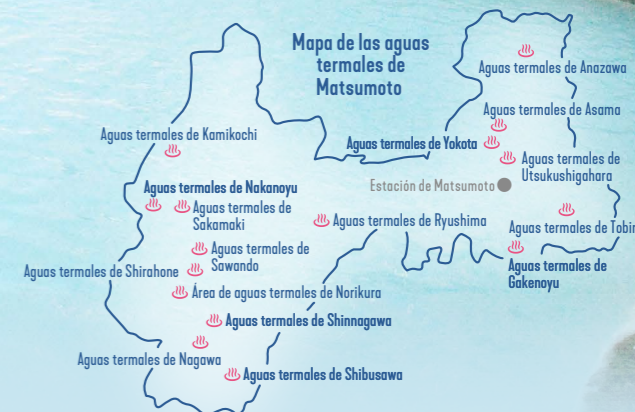 Mapa de las aguas
termales de
Matsumoto
Aguas termales de Anazawa
Aguas termales de Asama
Aguas termales de Kamikochi
Aguas termales de Yokota
Aguas termales de
Utsukushigahara
Estación de Matsumoto
Aguas termales de Nakanoyu
Aguas termales de
Sakamaki
Aguas termales de Ryushima
Aguas termales de Tobir
Aguas termales de
Sawando
Aguas termales de Shirahone
Aguas termales de
Gakenoyu
Área de aguas termales de Norikura
Aguas termales de Shinnagawa
Aguas termales de Nagawa
Aguas termales de Shibusawa